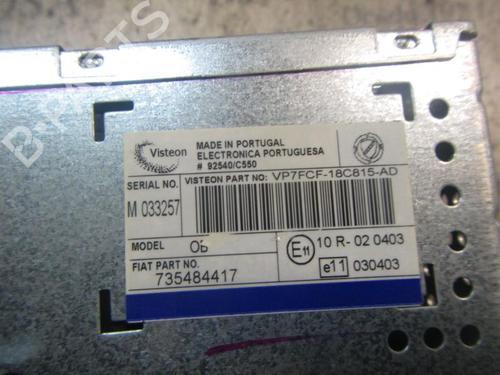 Visteon
MADE IN PORTUGAL
ELECTRONICA PORTUGUESA
# 92540/C550
SERIAL NO.
VISTEON PART NO: VP7FCF-18C815-AD
M 033257
MODEL
FIAT PART NO.
735484417
E11
10 R- 02 0403
e11
030403